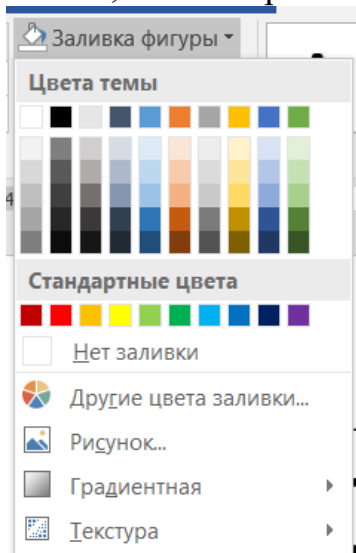 Заливка фигуры
Цвета темы
Стандартные цвета
Нет заливки
Другие цвета заливки...
Рисунок...
Градиентная
Текстура